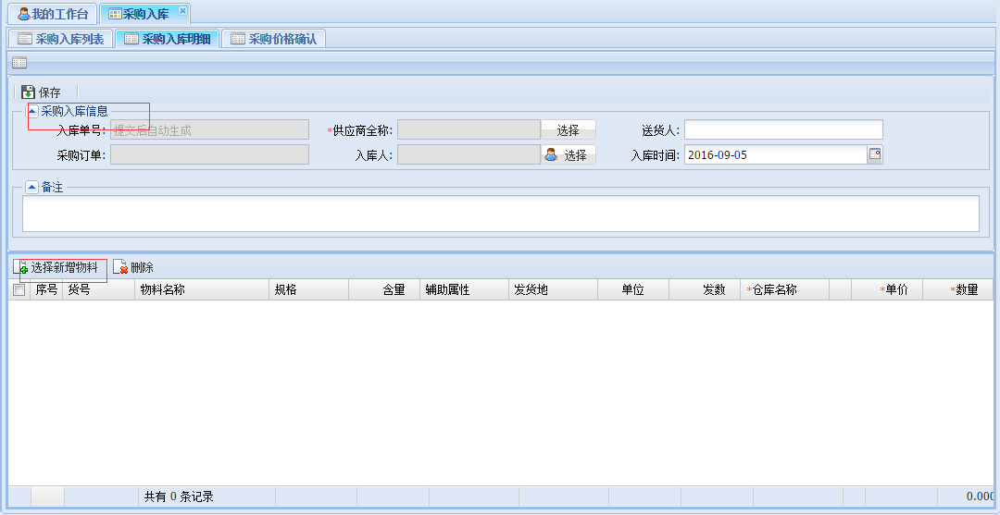 我的工作台 采购入库
采购入库列表 采购入库明细 采购价格确认
保存
采购入库信息
入库单号: 提交后自动生成 *供应商全称: 选择 送货人:
采购订单: 入库人: 选择 入库时间: 2016-09-05
备注
选择新增物料 删除
序号 货号 物料名称 规格 含量 辅助属性 发货地 单位 发数 *仓库名称 *单价 *数量
共有 0 条记录 0.000